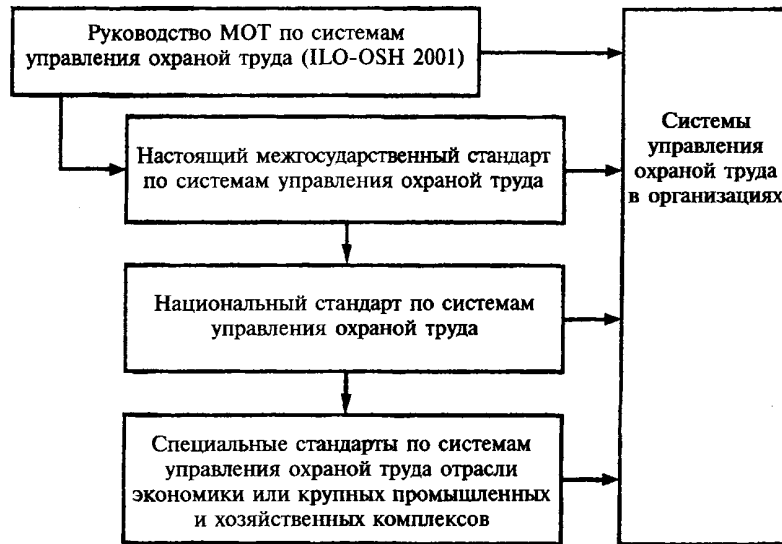 Руководство МОТ по системам
управления охраной труда (ILO-OSH 2001)
Настоящий межгосударственный стандарт
по системам управления охраной труда
Национальный стандарт по системам
управления охраной труда
Специальные стандарты по системам
управления охраной труда отрасли
экономики или крупных промышленных
и хозяйственных комплексов
Системы
управления
охраной труда
в организациях